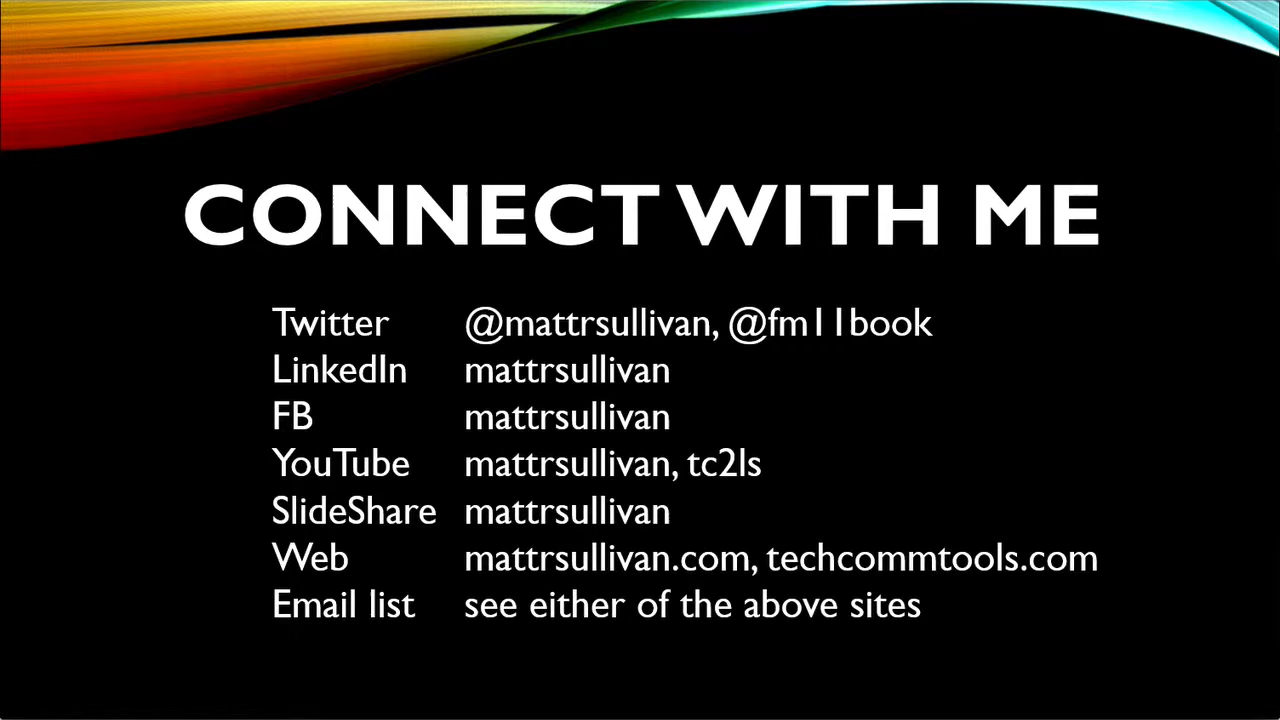 CONNECT WITH ME
Twitter @mattrsullivan, @fm11book
LinkedIn mattrsullivan
FB mattrsullivan
YouTube mattrsullivan, tc2ls
SlideShare mattrsullivan
Web mattrsullivan.com, techcommtools.com
Email list see either of the above sites